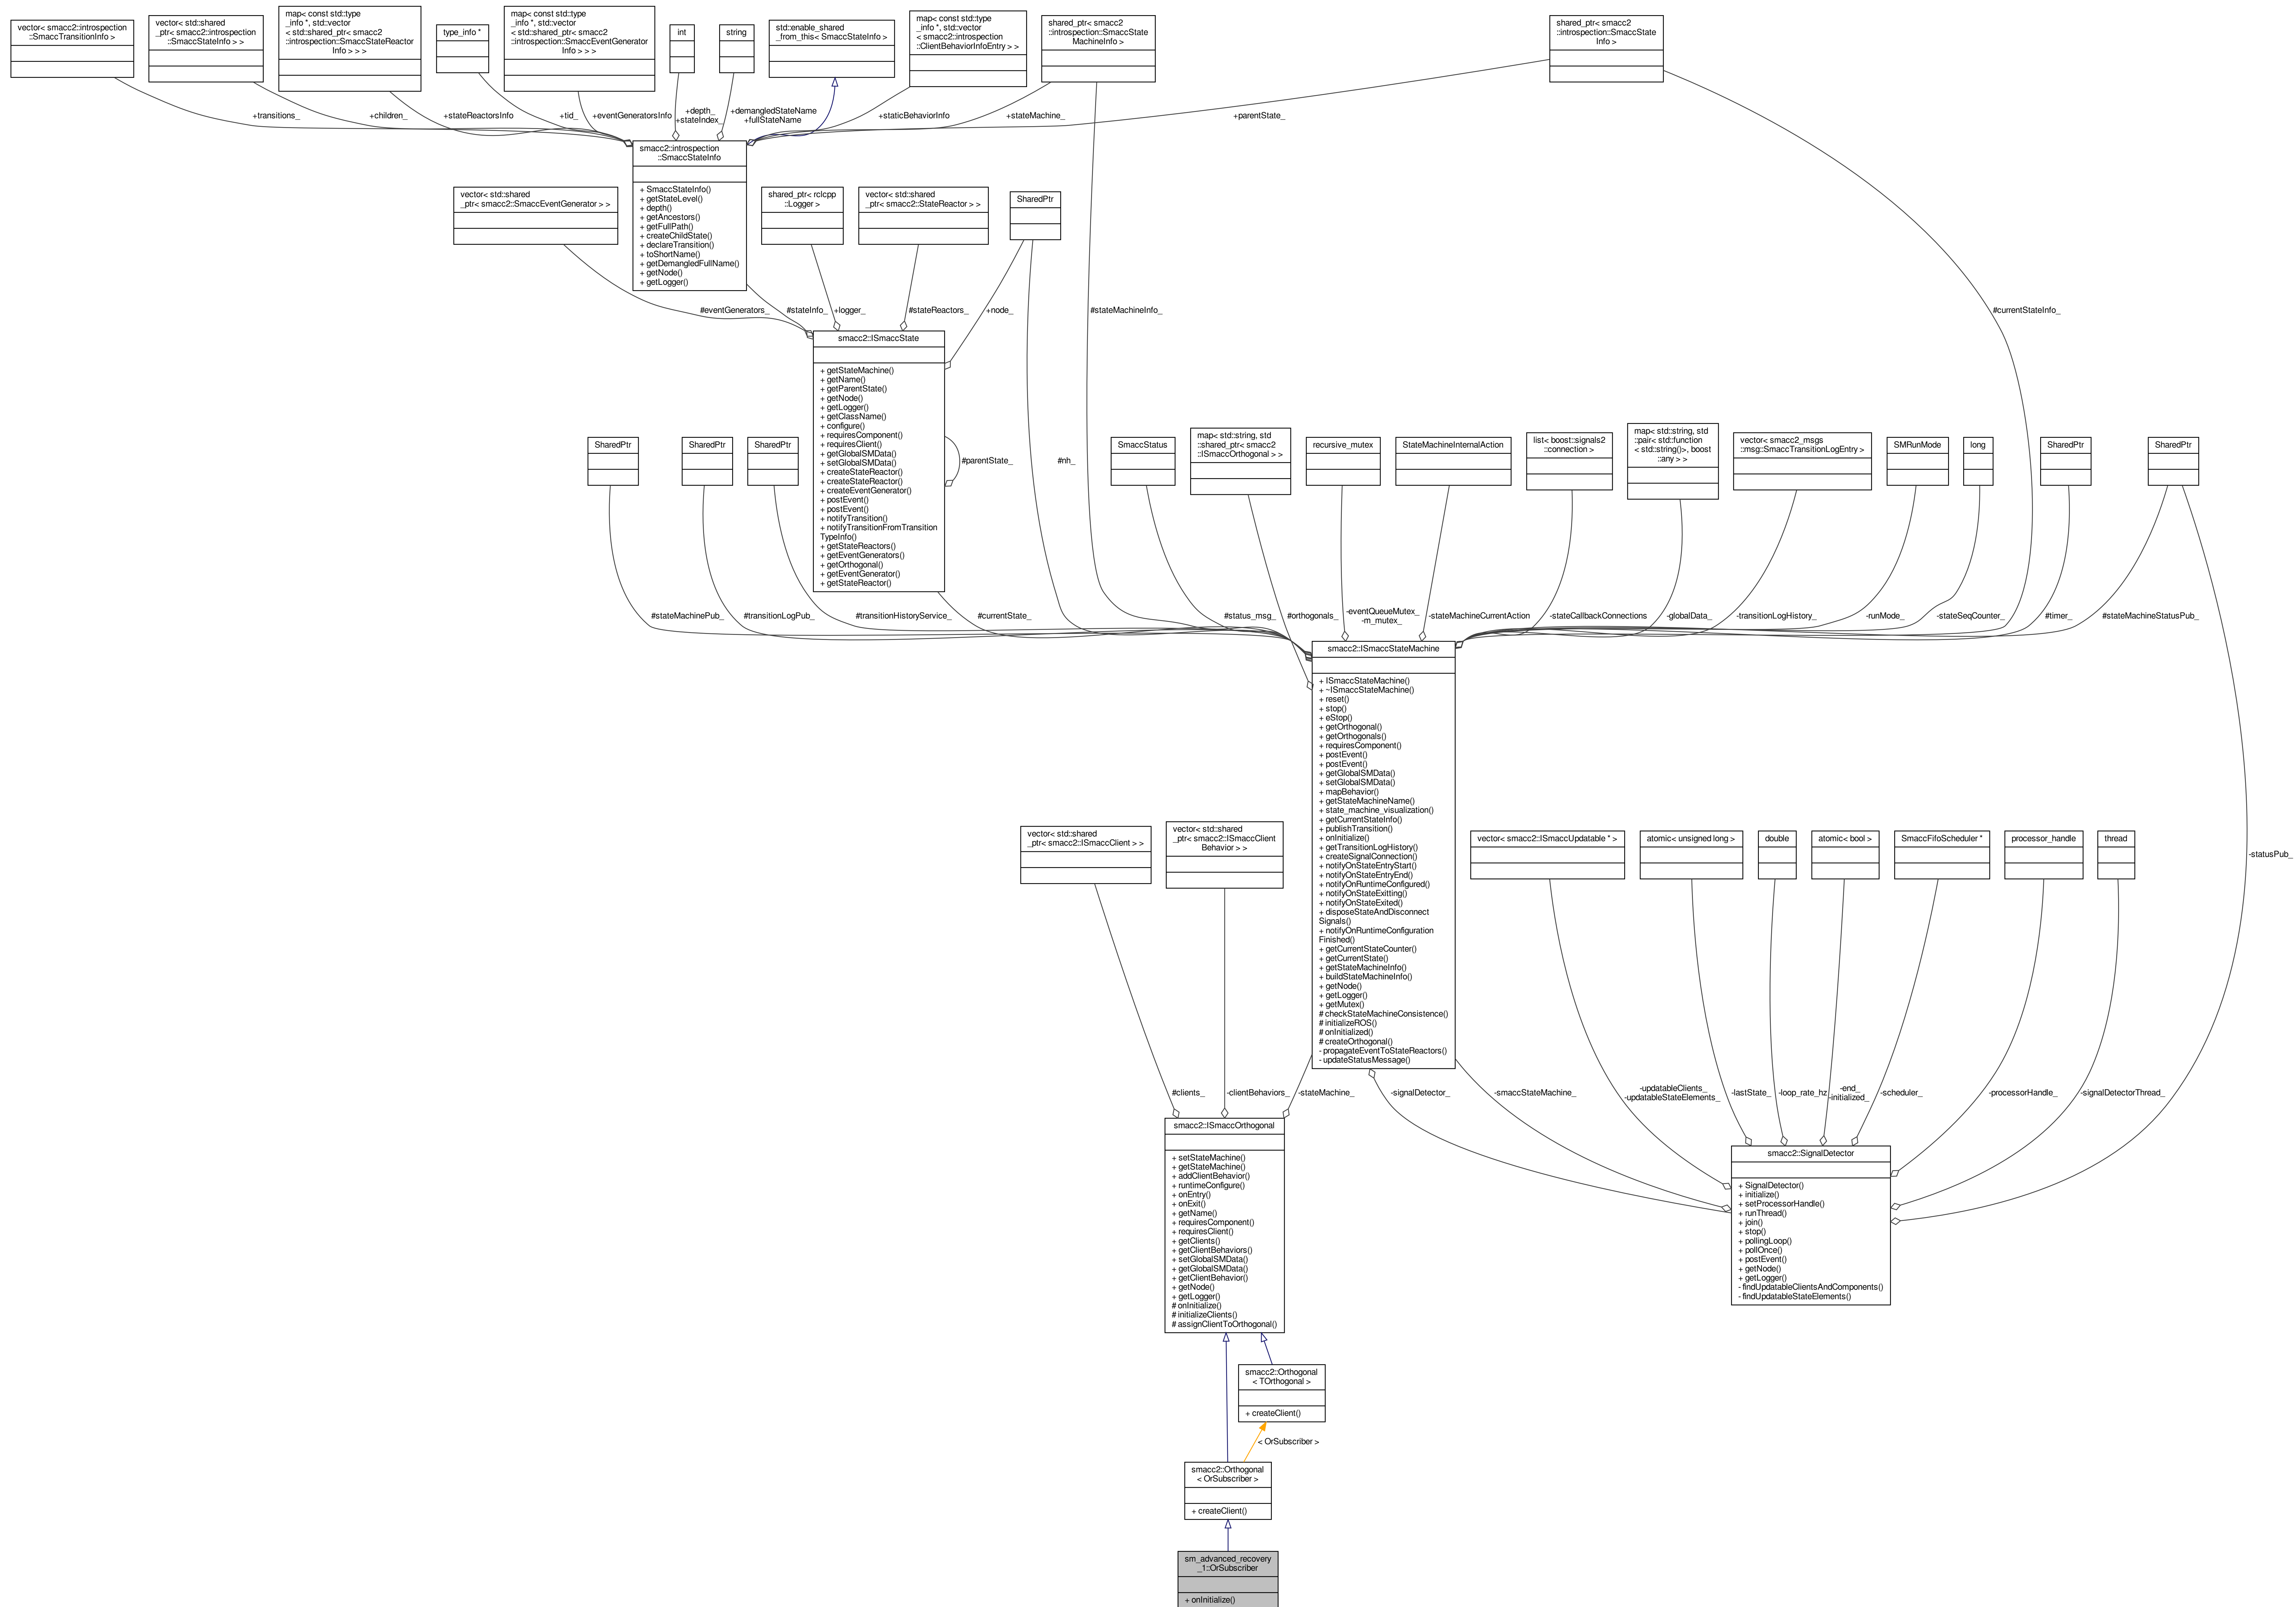 vector< smacc2::introspection
::SmaccTransitionInfo >
vector< std::shared
_ptr< smacc2::introspection
::SmaccStateInfo > >
map< const std::type
_info *, std::vector
< std::shared_ptr< smacc2
::introspection::SmaccStateReactor
Info > > >
type_info *
map< const std::type
_info *, std::vector
< std::shared_ptr< smacc2
::introspection::SmaccEventGenerator
Info > > >
int
string
std::enable_shared
_from_this< SmaccStateInfo >
map< const std::type
_info *, std::vector
< smacc2::introspection
::ClientBehaviorInfoEntry > >
shared_ptr< smacc2
::introspection::SmaccState
MachineInfo >
shared_ptr< smacc2
::introspection::SmaccState
Info >
+transitions_
+children_
+stateReactorsInfo
+tid_
+eventGeneratorsInfo
+depth_
+stateIndex_
+demangledStateName
+fullStateName
+staticBehaviorInfo
+stateMachine_
+parentState_
smacc2::introspection
::SmaccStateInfo
+ SmaccStateInfo()
+ getStateLevel()
+ depth()
+ getAncestors()
+ getFullPath()
+ createChildState()
+ declareTransition()
+ toShortName()
+ getDemangledFullName()
+ getNode()
+ getLogger()
vector< std::shared
_ptr< smacc2::SmaccEventGenerator > >
shared_ptr< rclcpp
::Logger >
vector< std::shared
_ptr< smacc2::StateReactor > >
SharedPtr
#eventGenerators_
#stateInfo_
+logger_
#stateReactors_
+node_
#stateMachineInfo_
#currentStateInfo_
smacc2::ISmaccState
+ getStateMachine()
+ getName()
+ getParentState()
+ getNode()
+ getLogger()
+ getClassName()
+ configure()
+ requiresComponent()
+ requiresClient()
+ getGlobalSMData()
+ setGlobalSMData()
+ createStateReactor()
+ createStateReactor()
+ createEventGenerator()
+ postEvent()
+ postEvent()
+ notifyTransition()
+ notifyTransitionFromTransition
TypeInfo()
+ getStateReactors()
+ getEventGenerators()
+ getOrthogonal()
+ getEventGenerator()
+ getStateReactor()
#parentState_
#nh_
SharedPtr
SharedPtr
SharedPtr
SmaccStatus
map< std::string, std
::shared_ptr< smacc2
::ISmaccOrthogonal > >
recursive_mutex
StateMachineInternalAction
list< boost::signals2
::connection >
map< std::string, std
::pair< std::function
< std::string()>, boost
::any > >
vector< smacc2_msgs
::msg::SmaccTransitionLogEntry >
SMRunMode
long
SharedPtr
SharedPtr
#stateMachinePub_
#transitionLogPub_
#transitionHistoryService_
#currentState_
#status_msg_
#orthogonals_
-eventQueueMutex_
-m_mutex_
-stateMachineCurrentAction
-stateCallbackConnections
-globalData_
-transitionLogHistory_
-runMode_
-stateSeqCounter_
#timer_
#stateMachineStatusPub_
smacc2::ISmaccStateMachine
+ ISmaccStateMachine()
+ ~ISmaccStateMachine()
+ reset()
+ stop()
+ eStop()
+ getOrthogonal()
+ getOrthogonals()
+ requiresComponent()
+ postEvent()
+ postEvent()
+ getGlobalSMData()
+ setGlobalSMData()
+ mapBehavior()
+ getStateMachineName()
+ state_machine_visualization()
+ getCurrentStateInfo()
+ publishTransition()
+ onInitialize()
+ getTransitionLogHistory()
+ createSignalConnection()
+ notifyOnStateEntryStart()
+ notifyOnStateEntryEnd()
+ notifyOnRuntimeConfigured()
+ notifyOnStateExitting()
+ notifyOnStateExited()
+ disposeStateAndDisconnect
Signals()
+ notifyOnRuntimeConfiguration
Finished()
+ getCurrentStateCounter()
+ getCurrentState()
+ getStateMachineInfo()
+ buildStateMachineInfo()
+ getNode()
+ getLogger()
+ getMutex()
# checkStateMachineConsistence()
# initializeROS()
# onInitialized()
# createOrthogonal()
- propagateEventToStateReactors()
- updateStatusMessage()
vector< std::shared
_ptr< smacc2::ISmaccClient > >
vector< std::shared
_ptr< smacc2::ISmaccClient
Behavior > >
vector< smacc2::ISmaccUpdatable * >
atomic< unsigned long >
double
atomic< bool >
SmaccFifoScheduler *
processor_handle
thread
-statusPub_
#clients_
-clientBehaviors_
-stateMachine_
-signalDetector_
-smaccStateMachine_
-updatableClients_
-updatableStateElements_
-lastState_
-loop_rate_hz
-end_
-initialized_
-scheduler_
-processorHandle_
-signalDetectorThread_
smacc2::ISmaccOrthogonal
+ setStateMachine()
+ getStateMachine()
+ addClientBehavior()
+ runtimeConfigure()
+ onEntry()
+ onExit()
+ getName()
+ requiresComponent()
+ requiresClient()
+ getClients()
+ getClientBehaviors()
+ setGlobalSMData()
+ getGlobalSMData()
+ getClientBehavior()
+ getNode()
+ getLogger()
# onInitialize()
# initializeClients()
# assignClientToOrthogonal()
smacc2::SignalDetector
+ SignalDetector()
+ initialize()
+ setProcessorHandle()
+ runThread()
+ join()
+ stop()
+ pollingLoop()
+ pollOnce()
+ postEvent()
+ getNode()
+ getLogger()
- findUpdatableClientsAndComponents()
- findUpdatableStateElements()
smacc2::Orthogonal
< TOrthogonal >
+ createClient()
< OrSubscriber >
smacc2::Orthogonal
< OrSubscriber >
+ createClient()
sm_advanced_recovery
_1::OrSubscriber
+ onInitialize()